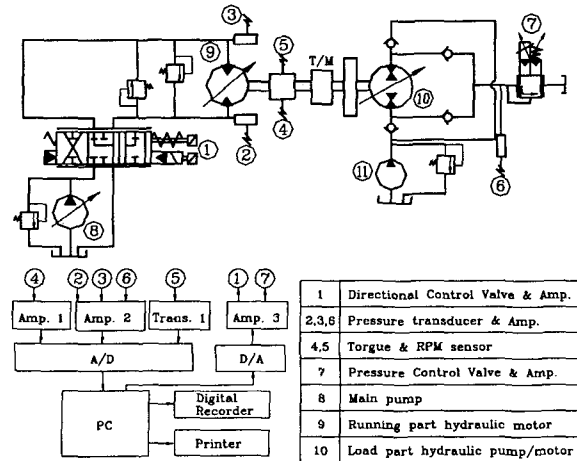 ③
⑨
⑤
T/M
⑦
①
②
④
⑩
⑥
⑪
⑧
④ ② ③ ⑥ ⑤ ① ⑦
Amp. 1 Amp. 2 Trans. 1 Amp. 3
A/D D/A
PC
Digital
Recorder
Printer
1 Directional Control Valve & Amp.
2,3,6 Pressure transducer & Amp.
4,5 Torgue & RPM sensor
7 Pressure Control Valve & Amp.
8 Main pump
9 Running part hydraulic motor
10 Load part hydraulic pump/motor